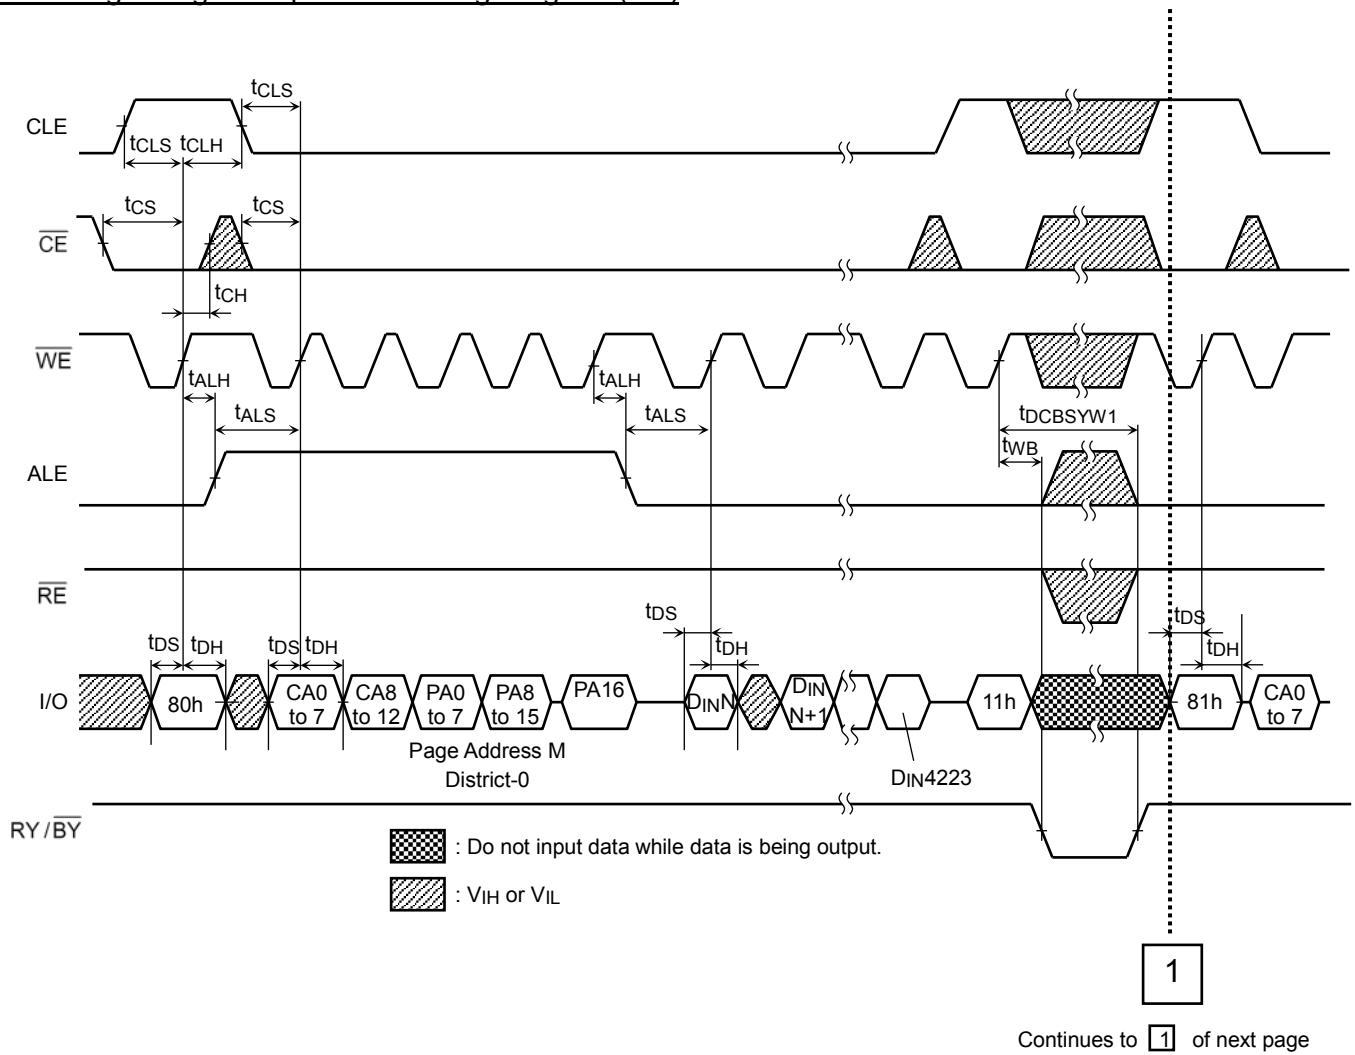 CLE
tCLS
tCLS
tCLH
CE
tCS
tCS
tCH
WE
tALH
tALS
tALH
tALS
tDCBSYW1
tWB
ALE
RE
tDS
tDH
tDS
tDH
tDS
tDH
tDS
tDH
I/O
80h
CA0
to 7
CA8
to 12
PA0
to 7
PA8
to 15
PA16
DINN
DIN
N+1
11h
81h
CA0
to 7
Page Address M
District-0
DIN4223
RY / BY
: Do not input data while data is being output.
: VIH or VIL
1
Continues to 1 of next page